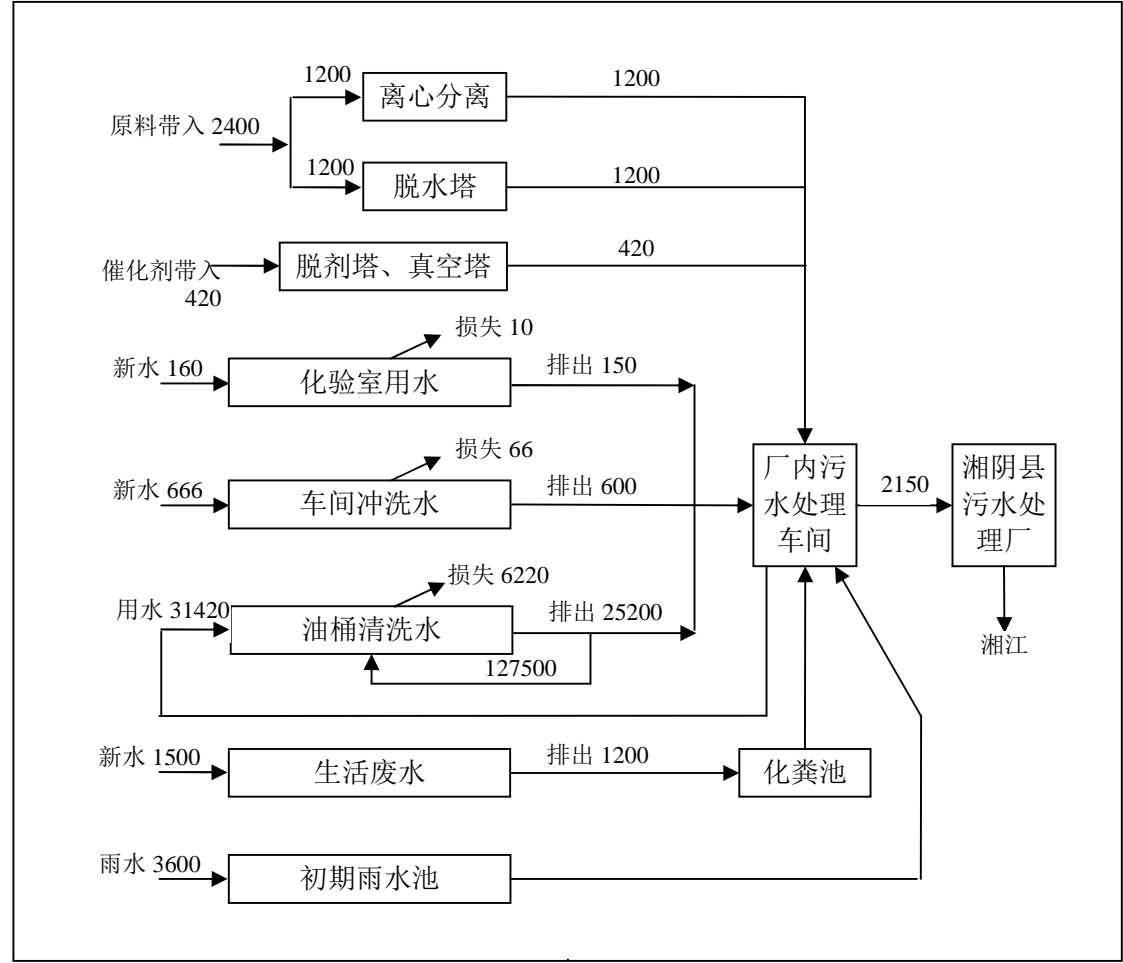 1200
离心分离
1200
原料带入 2400
1200
脱水塔
1200
催化剂带入
420
脱剂塔、真空塔
420
损失 10
新水 160
化验室用水
排出 150
损失 66
新水 666
车间冲洗水
排出 600
厂内污
水处理
车间
2150
湘阴县
污水处
理厂
损失 6220
用水 31420
油桶清洗水
排出 25200
127500
湘江
新水 1500
生活废水
排出 1200
化粪池
雨水 3600
初期雨水池